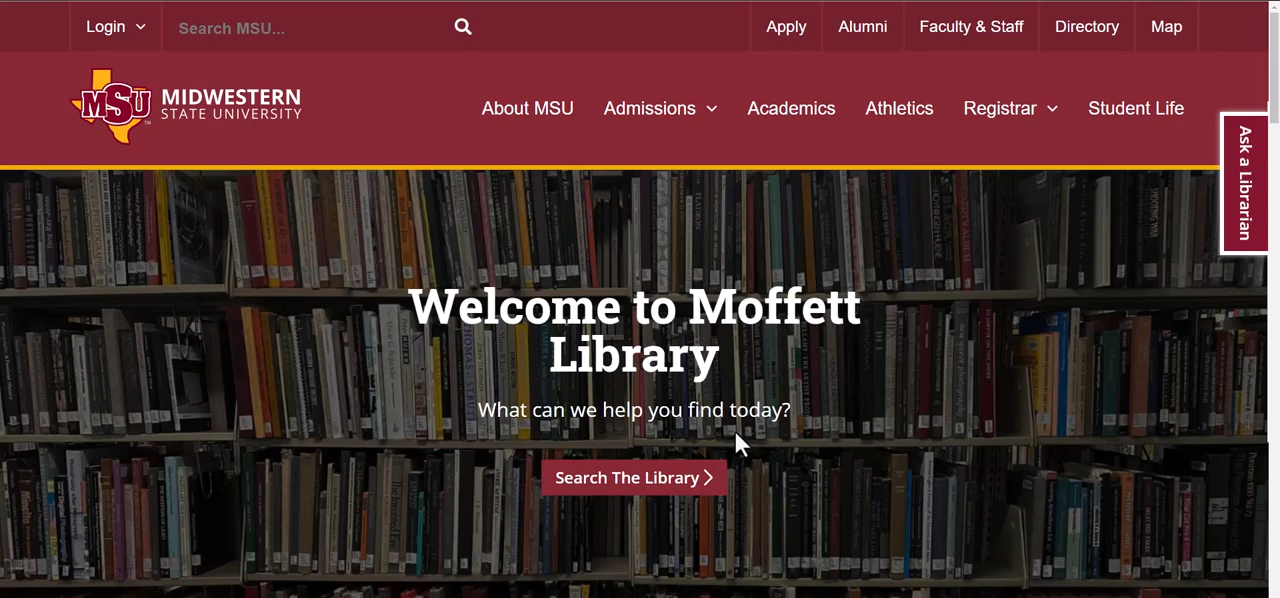 Login
Search MSU...
Apply
Alumni
Faculty & Staff
Directory
Map
MSU
MIDWESTERN
STATE UNIVERSITY
About MSU
Admissions
Academics
Athletics
Registrar
Student Life
Ask a Librarian
Welcome to Moffett
Library
What can we help you find today?
Search The Library